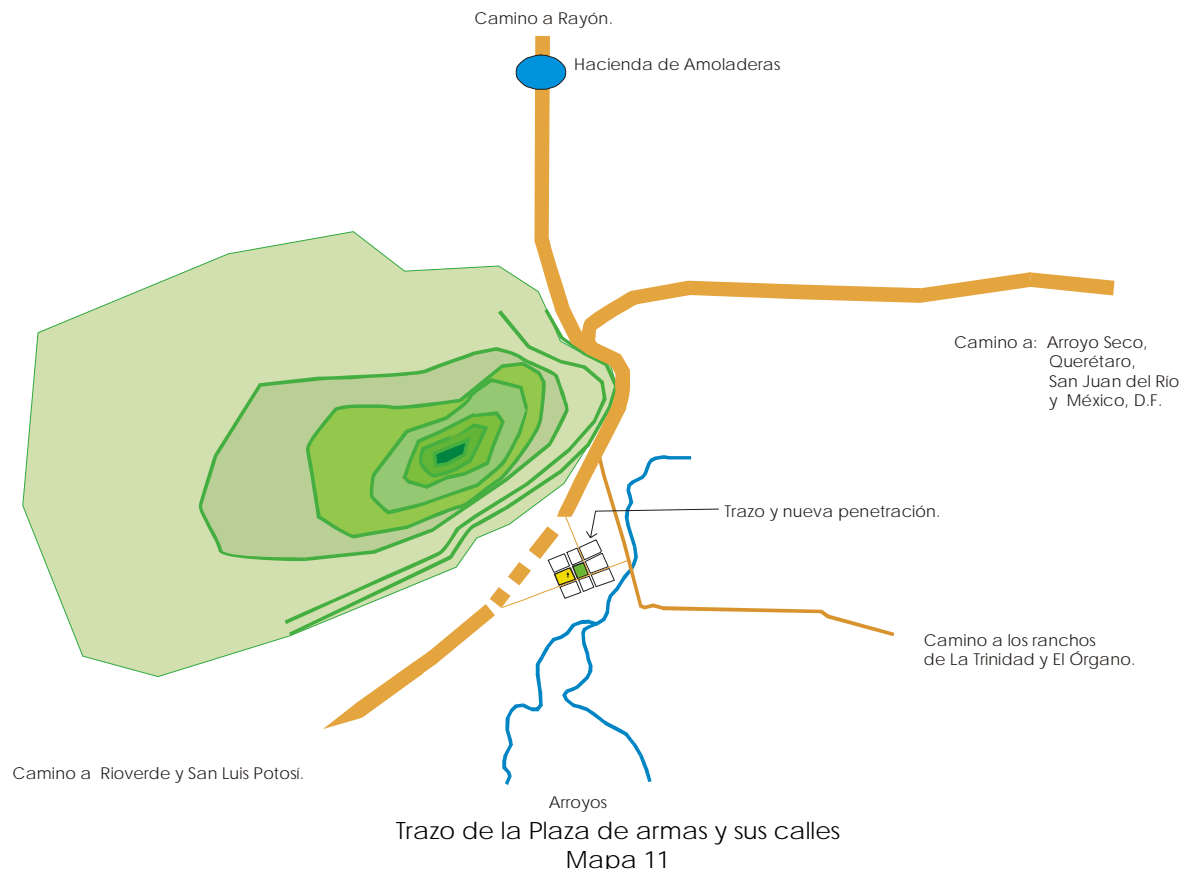 Camino a Rayón.
Hacienda de Amoladeras
Camino a: Arroyo Seco,
Querétaro,
San Juan del Río
y México, D.F.
Trazo y nueva penetración.
Camino a los ranchos
de La Trinidad y El Órgano.
Camino a Rioverde y San Luis Potosí.
Arroyos
Trazo de la Plaza de armas y sus calles
Mapa 11